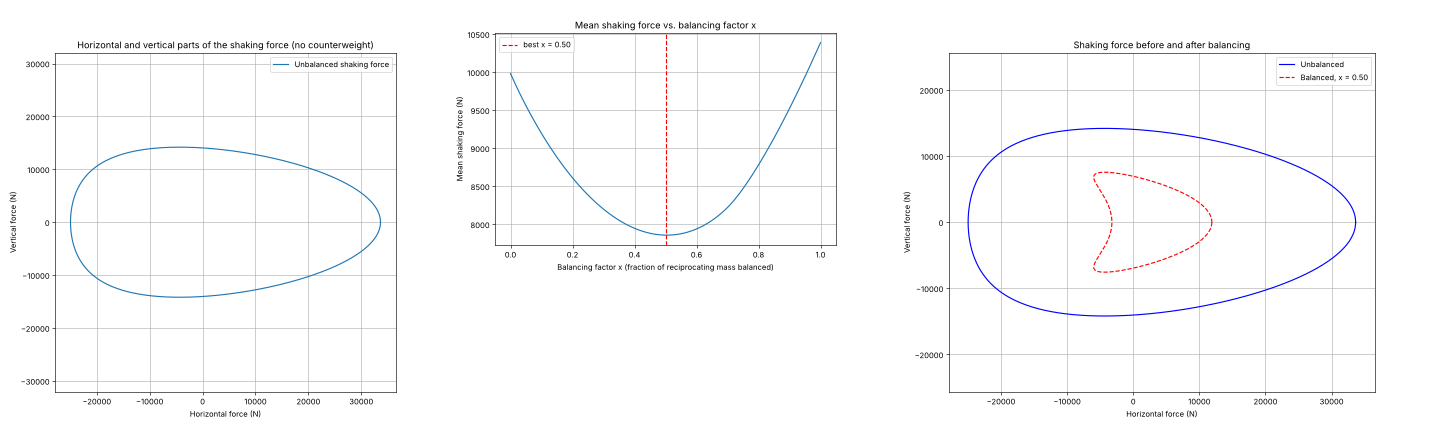 Horizontal and vertical parts of the shaking force (no counterweight)
Unbalanced shaking force
30000
20000
10000
0
−10000
−20000
−30000
Vertical force (N)
−20000 −10000 0 10000 20000 30000
Horizontal force (N)
Mean shaking force vs. balancing factor x
best x = 0.50
10500
10000
9500
9000
8500
8000
Mean shaking force (N)
0.0 0.2 0.4 0.6 0.8 1.0
Balancing factor x (fraction of reciprocating mass balanced)
Shaking force before and after balancing
Unbalanced
Balanced, x = 0.50
20000
10000
0
−10000
−20000
Vertical force (N)
−20000 −10000 0 10000 20000 30000
Horizontal force (N)